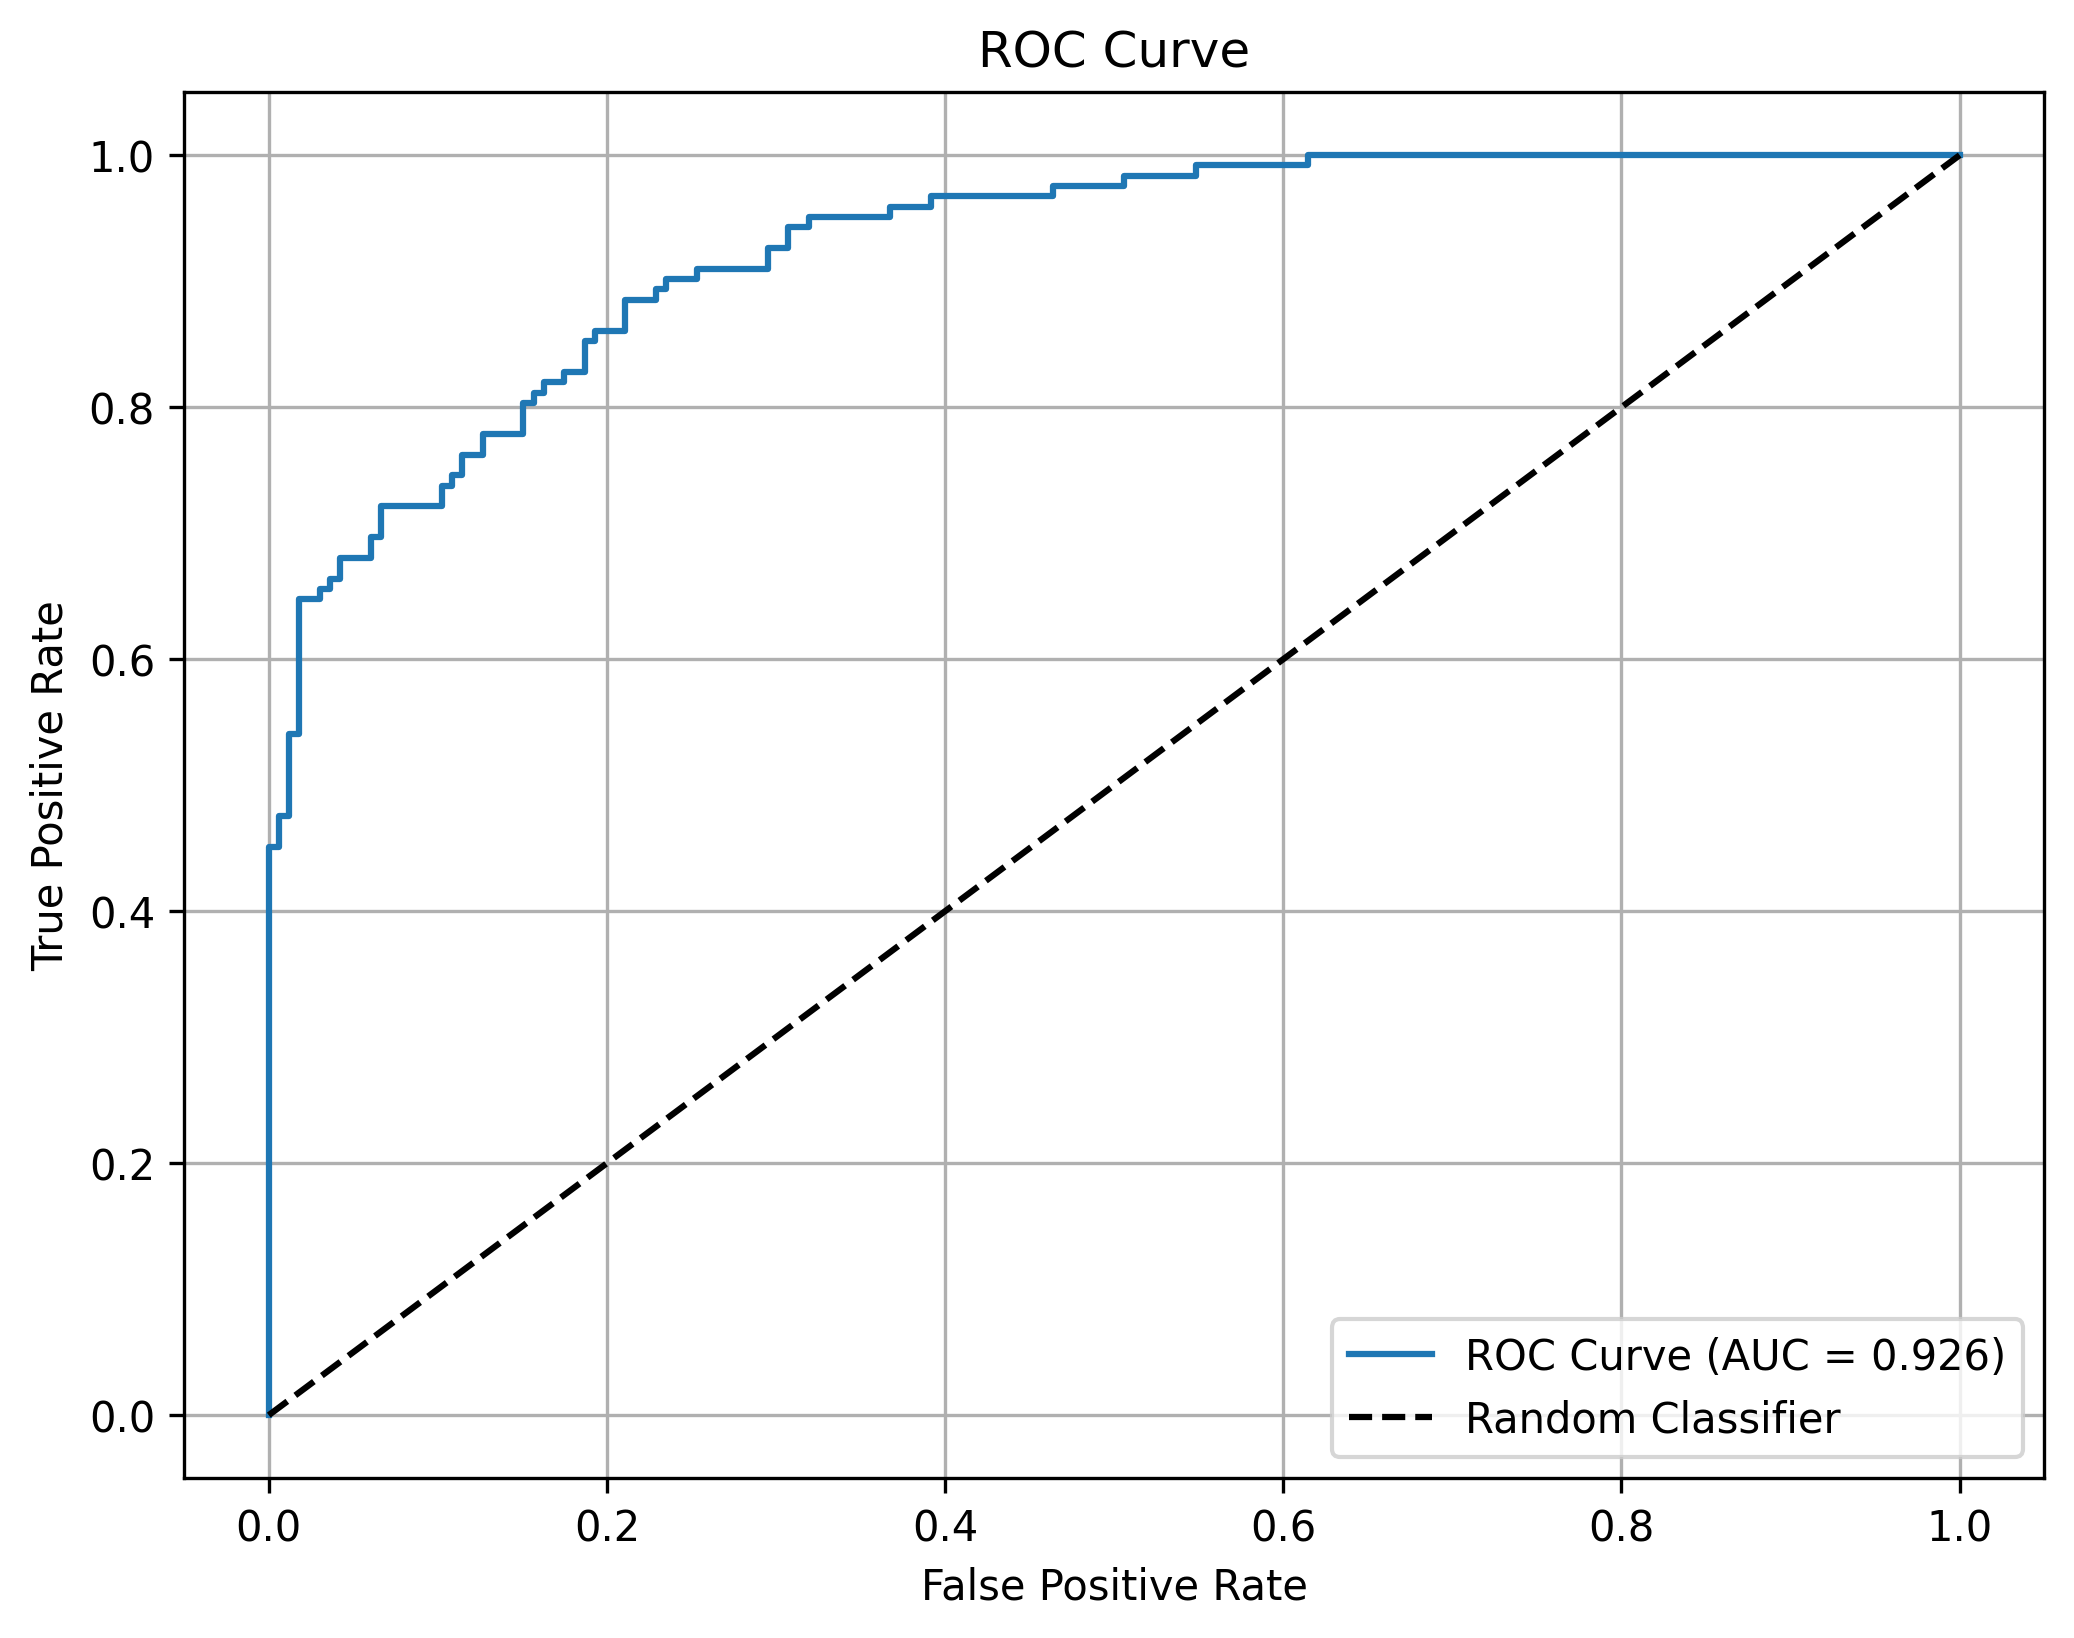 ROC Curve
1.0
0.8
0.6
0.4
0.2
0.0
True Positive Rate
0.0 0.2 0.4 0.6 0.8 1.0
False Positive Rate
ROC Curve (AUC = 0.926)
Random Classifier